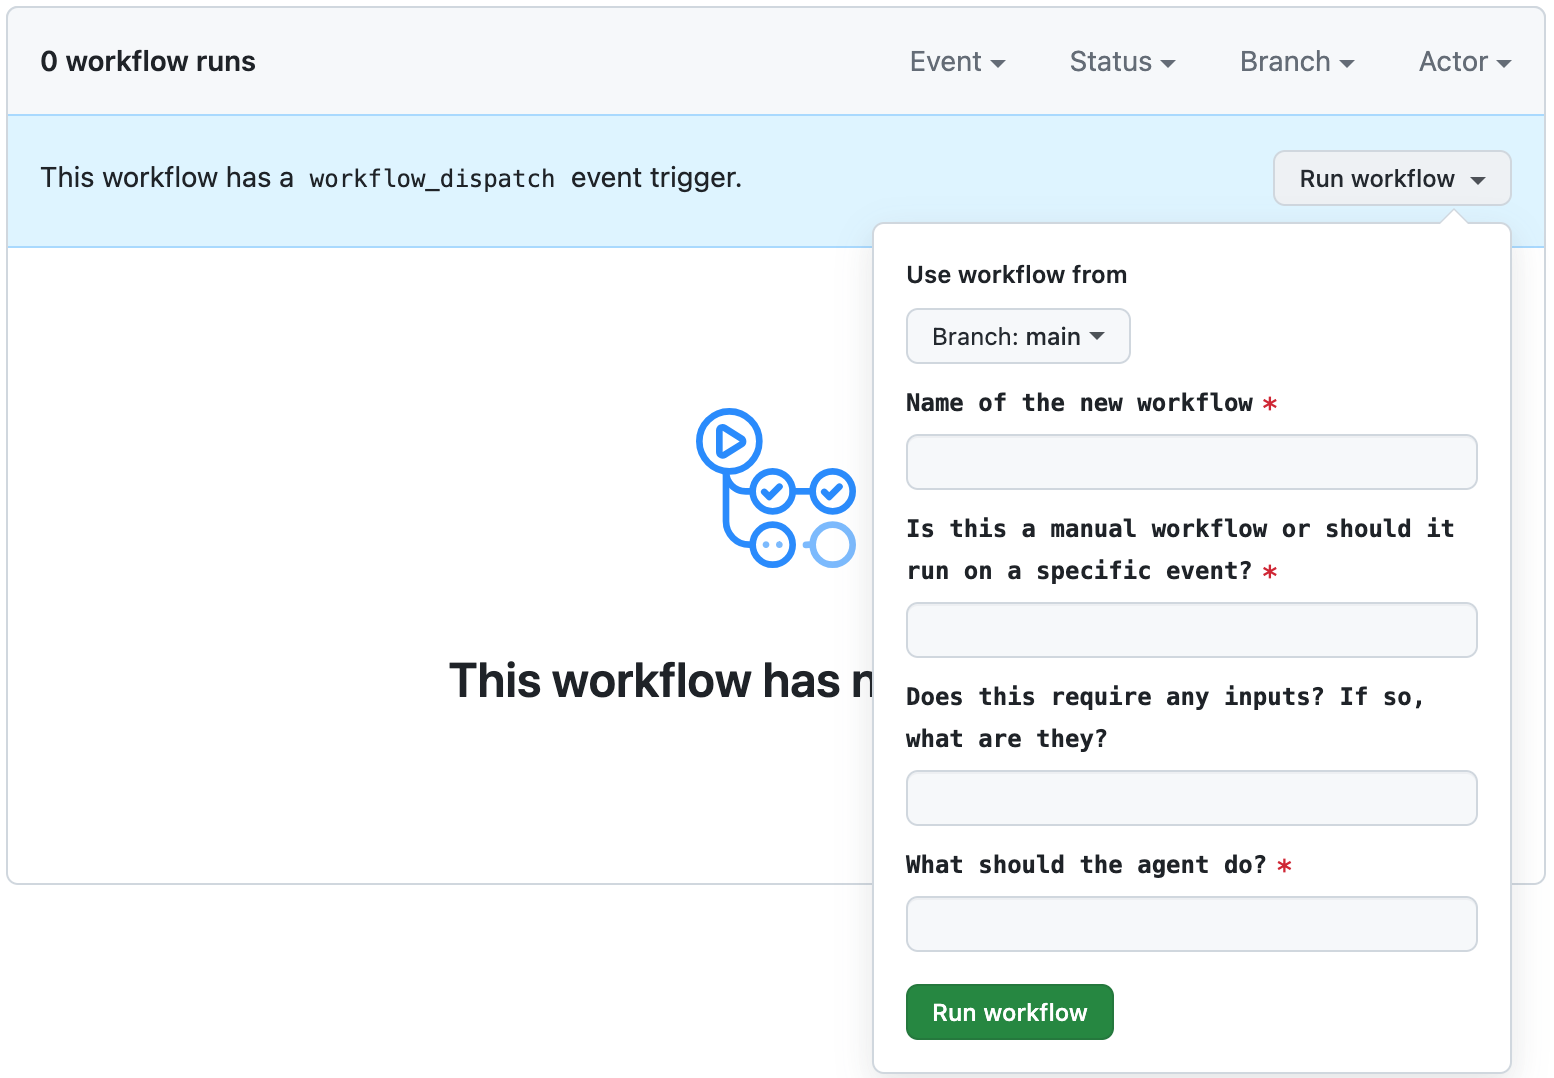 0 workflow runs
Event
Status
Branch
Actor
This workflow has a workflow_dispatch event trigger.
Run workflow
Use workflow from
Branch: main
Name of the new workflow *
Is this a manual workflow or should it
run on a specific event? *
Does this require any inputs? If so,
what are they?
What should the agent do? *
Run workflow
This workflow has n